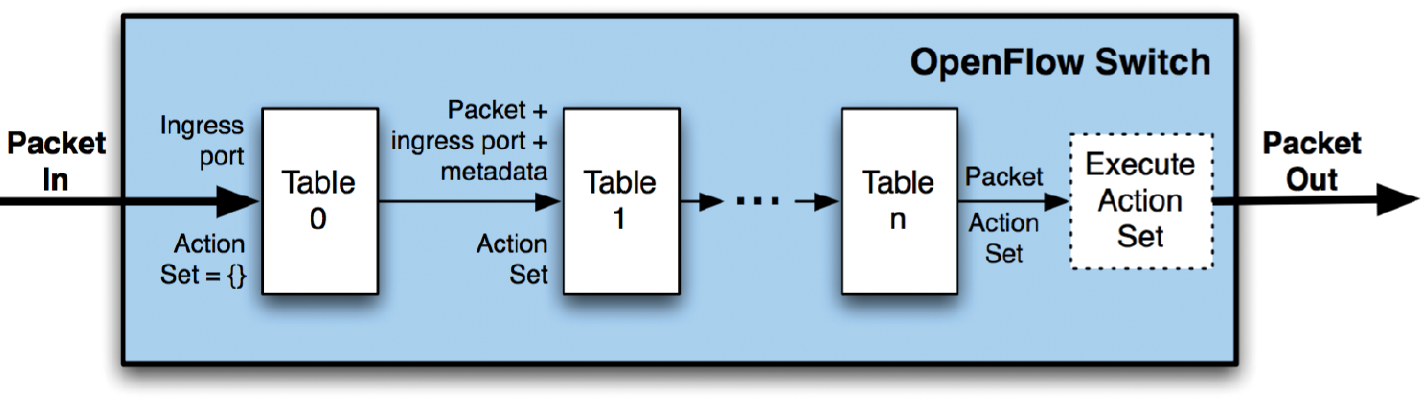 OpenFlow Switch
Packet
In
Ingress
port
Action
Set = {}
Table
0
Packet +
ingress port +
metadata
Action
Set
Table
1
...
Table
n
Packet
Action
Set
Execute
Action
Set
Packet
Out